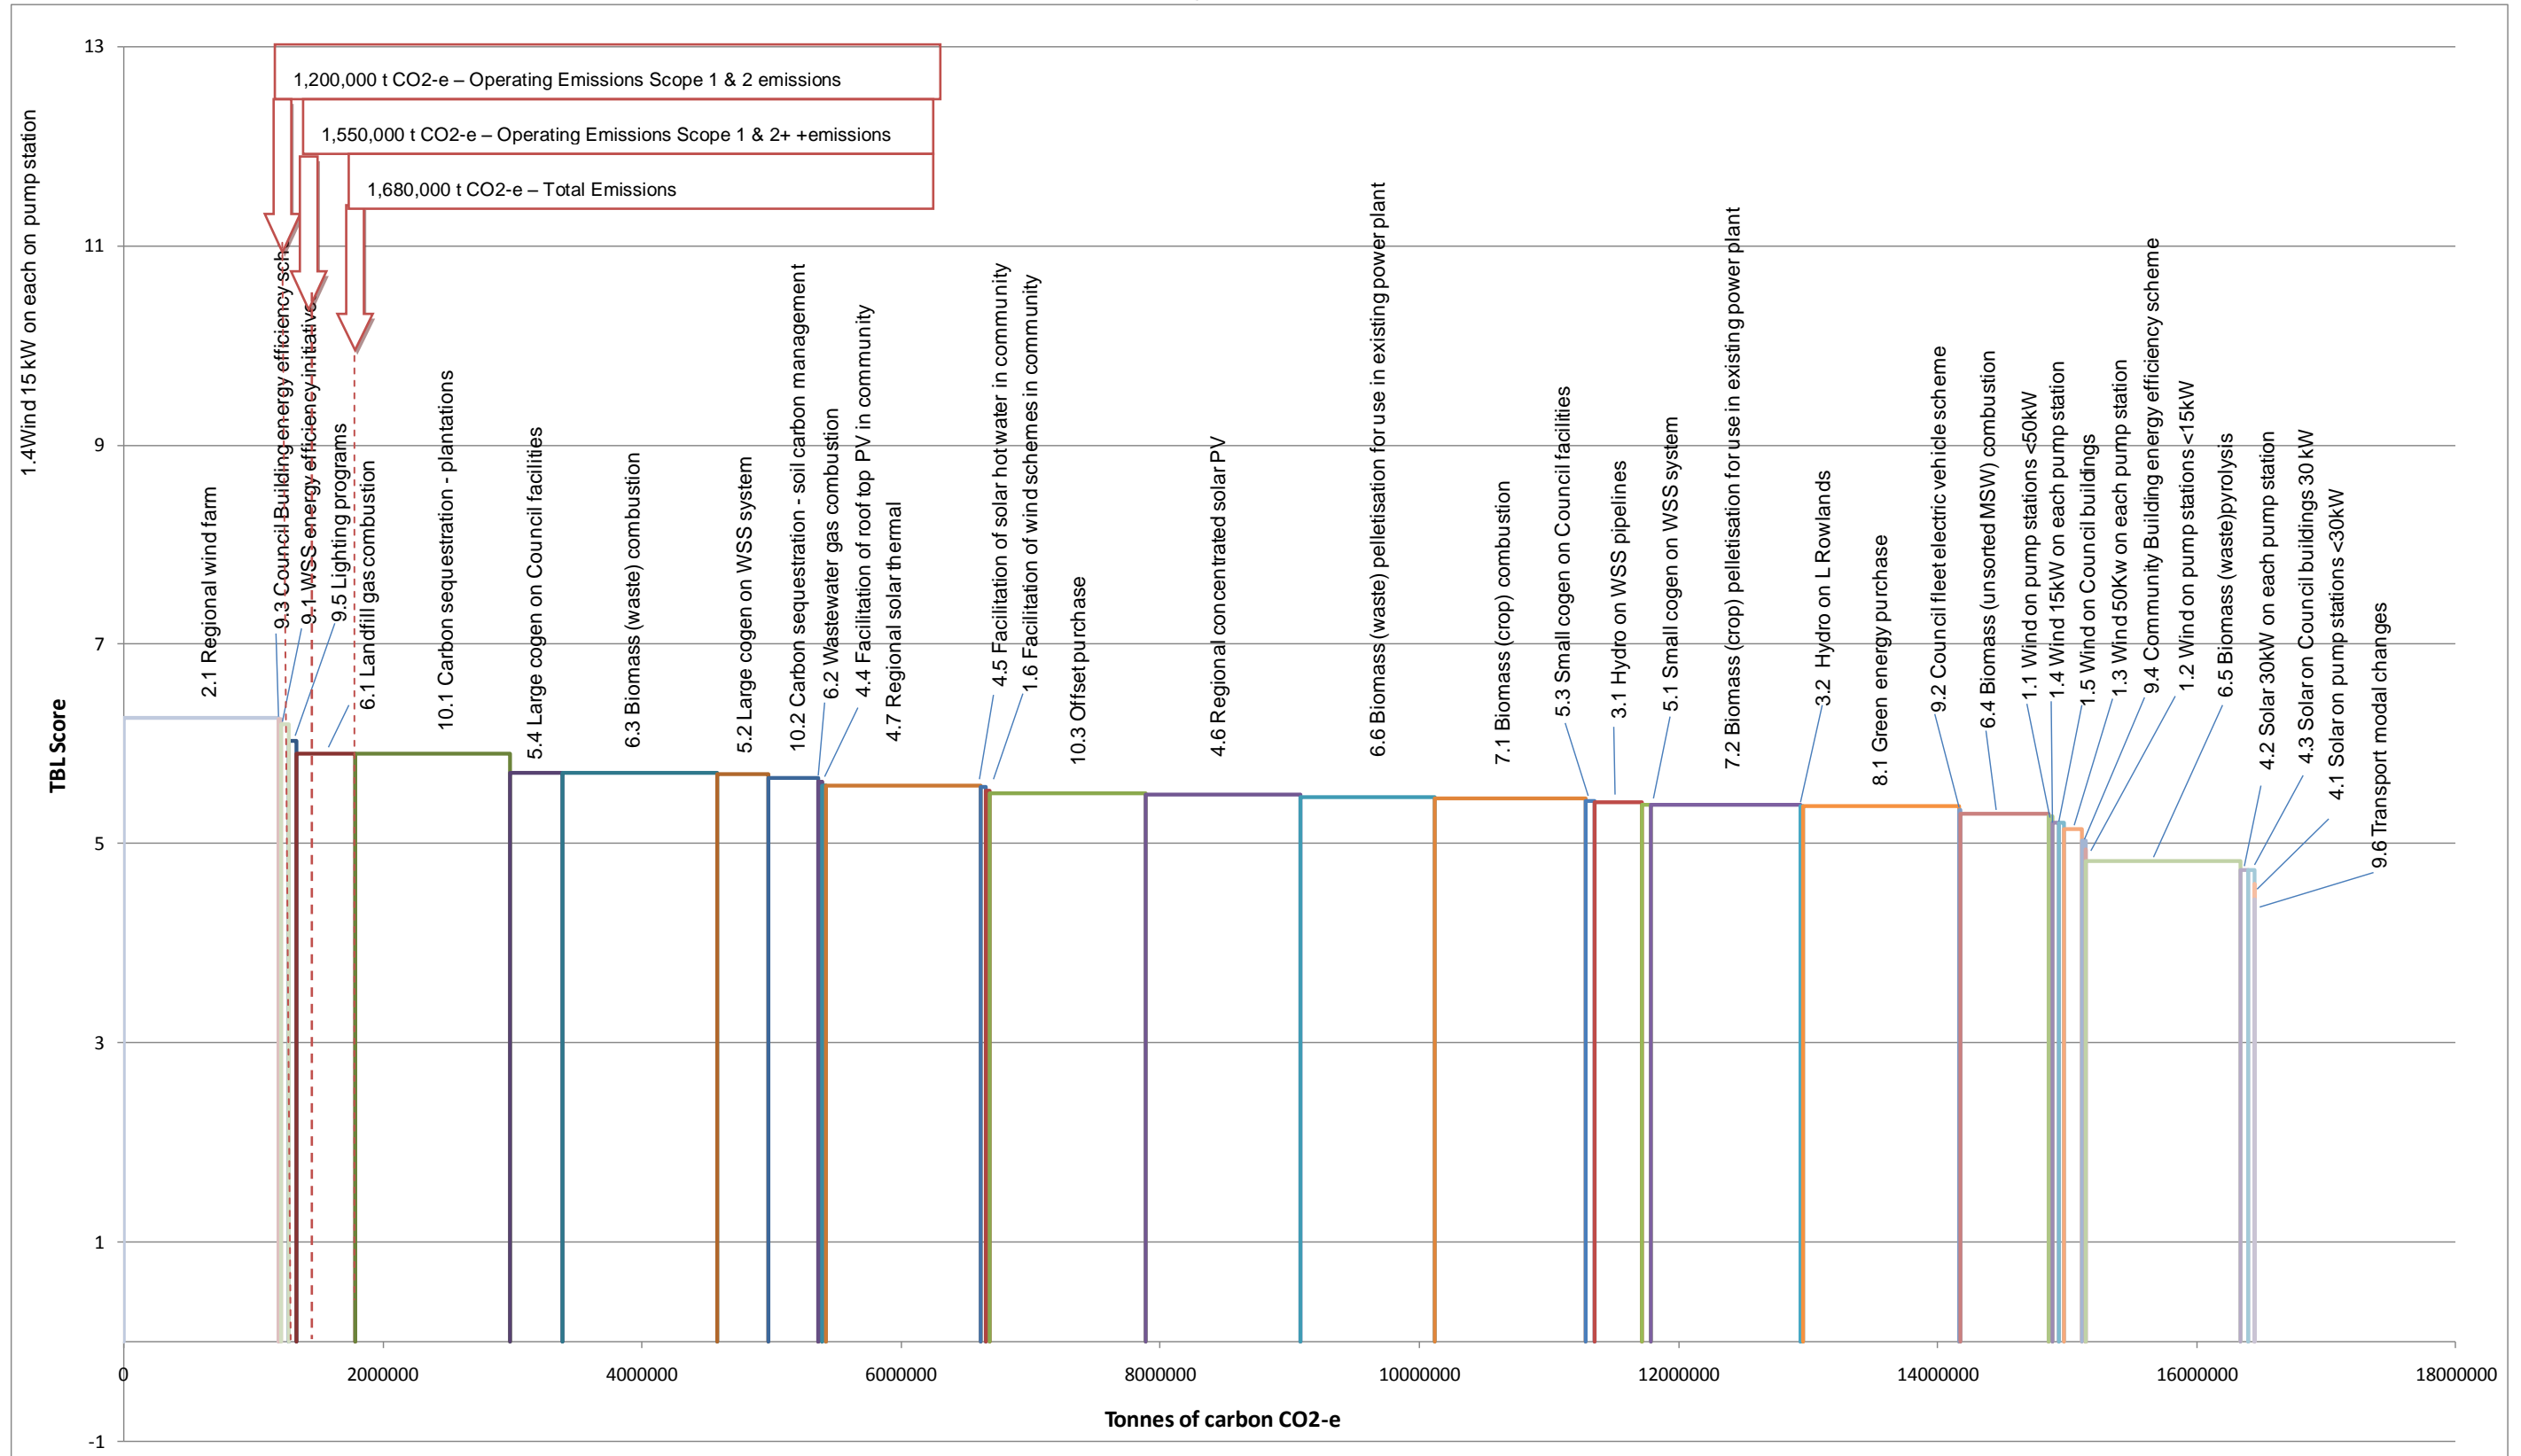 13
1,200,000 t CO2-e – Operating Emissions Scope 1 & 2 emissions
1,550,000 t CO2-e – Operating Emissions Scope 1 & 2+ +emissions
1,680,000 t CO2-e – Total Emissions
11
9
7
5
3
1
-1
1.4Wind 15 kW on each on pump station
TBL Score
2.1 Regional wind farm
9.3 Council Building energy efficiency sch
9.1 WSS energy efficiency initiative
9.5 Lighting programs
6.1 Landfill gas combustion
10.1 Carbon sequestration - plantations
5.4 Large cogen on Council facilities
6.3 Biomass (waste) combustion
5.2 Large cogen on WSS system
10.2 Carbon sequestration - soil carbon management
6.2 Wastewater gas combustion
4.4 Facilitation of roof top PV in community
4.7 Regional solar thermal
4.5 Facilitation of solar hot water in community
1.6 Facilitation of wind schemes in community
10.3 Offset purchase
4.6 Regional concentrated solar PV
6.6 Biomass (waste) pelletisation for use in existing power plant
7.1 Biomass (crop) combustion
5.3 Small cogen on Council facilities
3.1 Hydro on WSS pipelines
5.1 Small cogen on WSS system
7.2 Biomass (crop) pelletisation for use in existing power plant
3.2 Hydro on L Rowlands
8.1 Green energy purchase
9.2 Council fleet electric vehicle scheme
6.4 Biomass (unsorted MSW) combustion
1.1 Wind on pump stations <50kW
1.4 Wind 15kW on each pump station
1.5 Wind on Council buildings
1.3 Wind 50Kw on each pump station
9.4 Community Building energy efficiency scheme
1.2 Wind on pump stations <15kW
6.5 Biomass (waste)pyrolysis
4.2 Solar 30kW on each pump station
4.3 Solar on Council buildings 30 kW
4.1 Solar on pump stations <30kW
9.6 Transport modal changes
0
2000000
4000000
6000000
8000000
10000000
12000000
14000000
16000000
18000000
Tonnes of carbon CO2-e